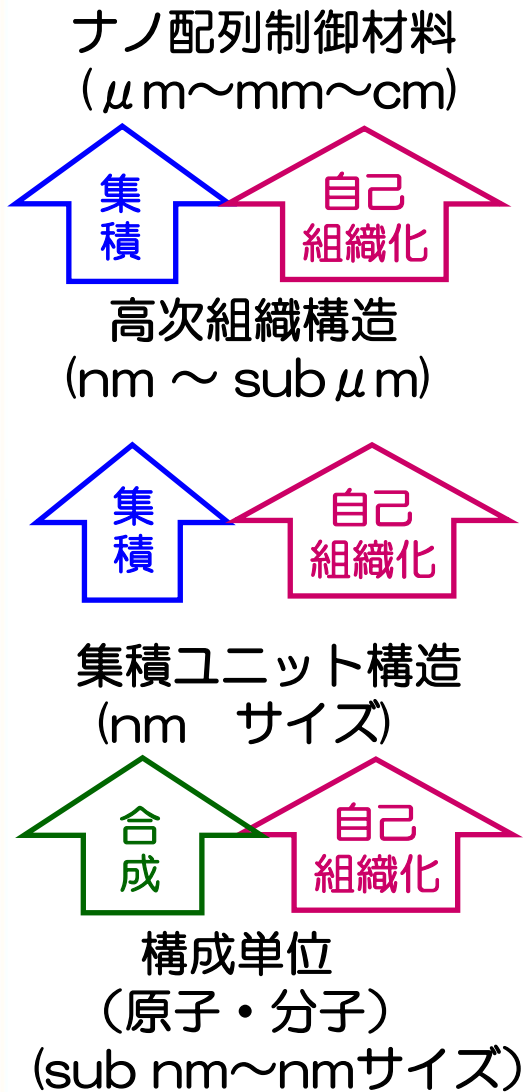 ナノ配列制御材料
(μm～mm～cm)
集積
自己
組織化
高次組織構造
(nm ～ subμm)
集積
自己
組織化
集積ユニット構造
(nm　サイズ)
合成
自己
組織化
構成単位
（原子・分子）
(sub nm～nmサイズ)